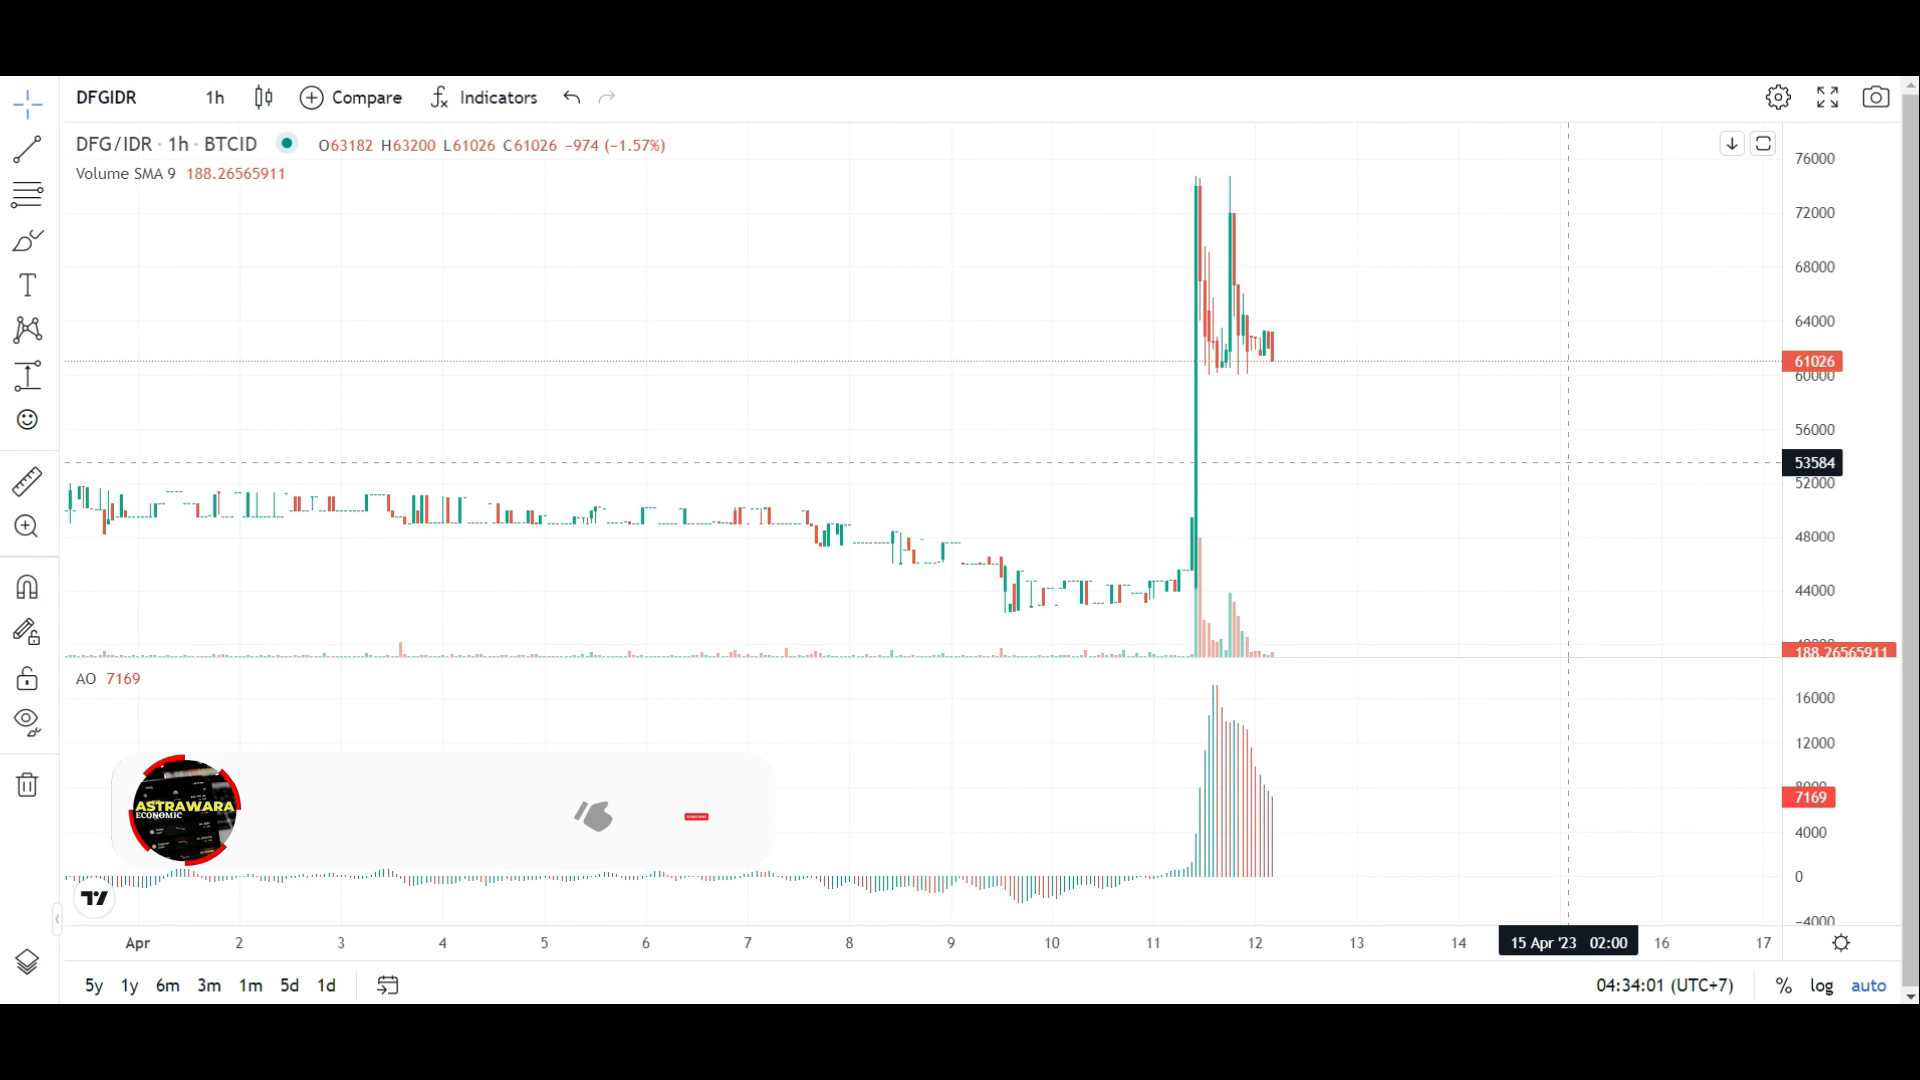 DFGIDR 1h Compare Indicators
DFG/IDR · 1h · BTCID O63182 H63200 L61026 C61026 −974 (−1.57%)
Volume SMA 9 188.26565911
76000
72000
68000
64000
61026
60000
56000
53584
52000
48000
44000
188.26565911
AO 7169
16000
12000
7169
4000
0
−4000
ASTRAWARA
ECONOMIC
SUBSCRIBE
Apr 2 3 4 5 6 7 8 9 10 11 12 13 14 15 Apr '23 02:00 16 17
5y 1y 6m 3m 1m 5d 1d 04:34:01 (UTC+7) % log auto